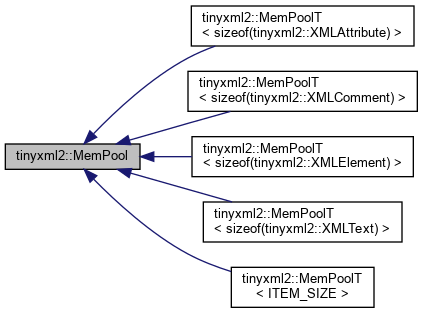 tinyxml2::MemPoolT
< sizeof(tinyxml2::XMLAttribute) >
tinyxml2::MemPoolT
< sizeof(tinyxml2::XMLComment) >
tinyxml2::MemPool
tinyxml2::MemPoolT
< sizeof(tinyxml2::XMLElement) >
tinyxml2::MemPoolT
< sizeof(tinyxml2::XMLText) >
tinyxml2::MemPoolT
< ITEM_SIZE >